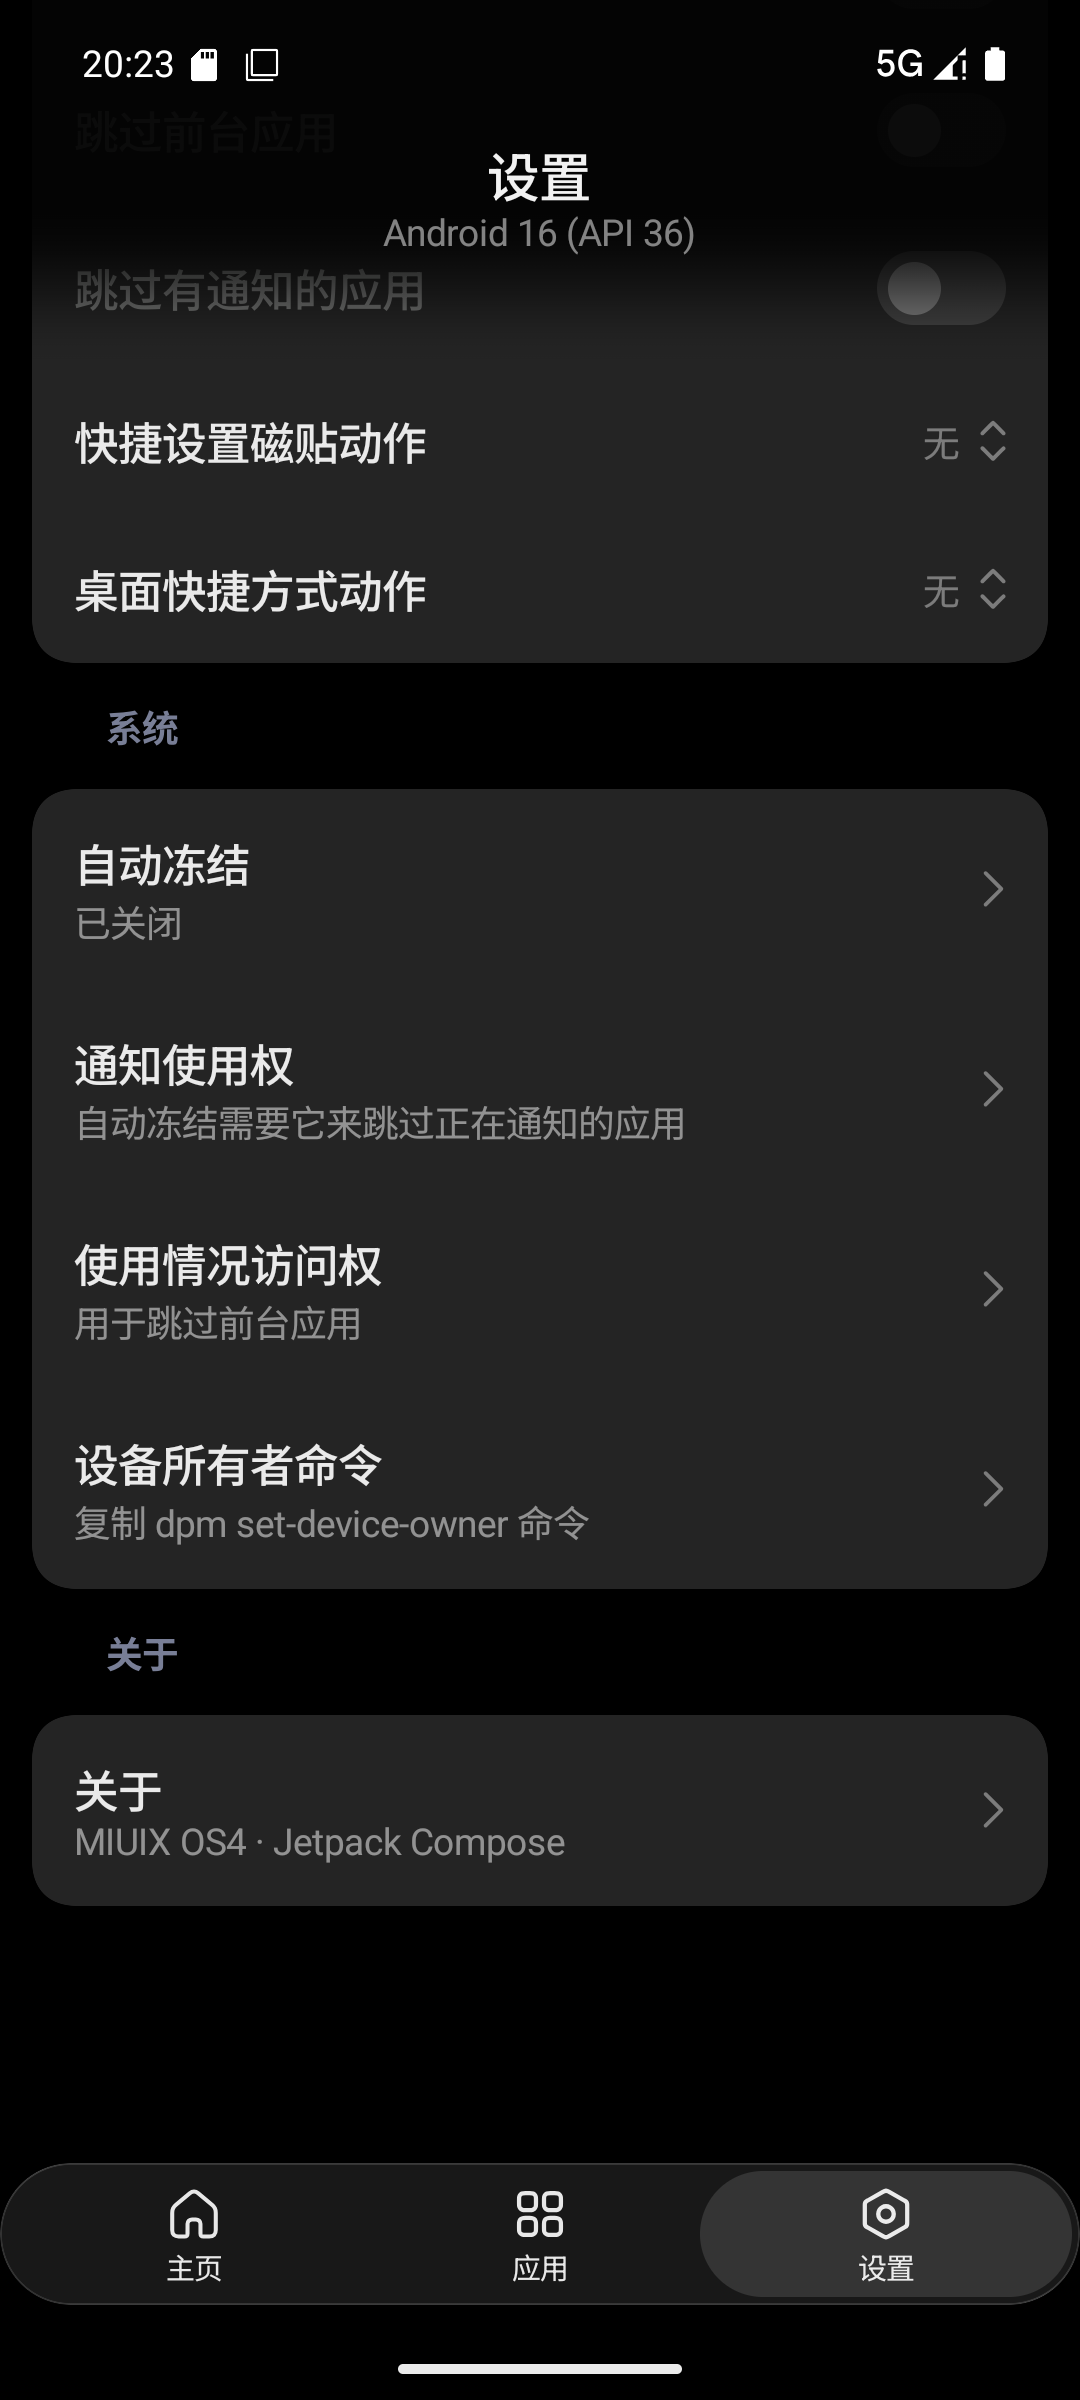 20:23
5G
跳过前台应用
设置
Android 16 (API 36)
跳过有通知的应用
快捷设置磁贴动作
无
桌面快捷方式动作
无
系统
自动冻结
已关闭
通知使用权
自动冻结需要它来跳过正在通知的应用
使用情况访问权
用于跳过前台应用
设备所有者命令
复制 dpm set-device-owner 命令
关于
关于
MIUIX OS4 · Jetpack Compose
主页
应用
设置